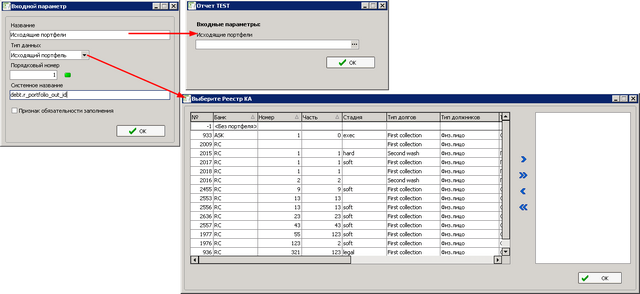 Входной параметр
Название
Исходящие портфели
Тип данных
Исходящий портфель
Порядковый номер
1
Системное название
debt.r_portfolio_out_id
Признак обязательности заполнения
OK
Отчет TEST
Входные параметры:
Исходящие портфели
...
OK
Выберите Реестр КА
№ Банк Номер Часть Стадия Тип долгов Тип должников
-1 <Без портфеля>
933 ASK 1 0 exec First collection Физ.лицо
2009 RC First collection Физ.лицо
2015 RC 1 1 hard Second wash Физ.лицо
2017 RC 1 1 soft First collection Физ.лицо
2018 RC 1 1 First collection Физ.лицо
2016 RC 2 2 Second wash Физ.лицо
2455 RC 9 9 soft First collection Физ.лицо
2553 RC 13 13 First collection Физ.лицо
2556 RC 13 13 soft First collection Физ.лицо
2636 RC 23 23 soft First collection Физ.лицо
2557 RC 43 43 soft First collection Физ.лицо
1977 RC 55 123 soft First collection Физ.лицо
1976 RC 123 2 soft First collection Физ.лицо
936 RC 321 123 legal First collection Физ.лицо
OK